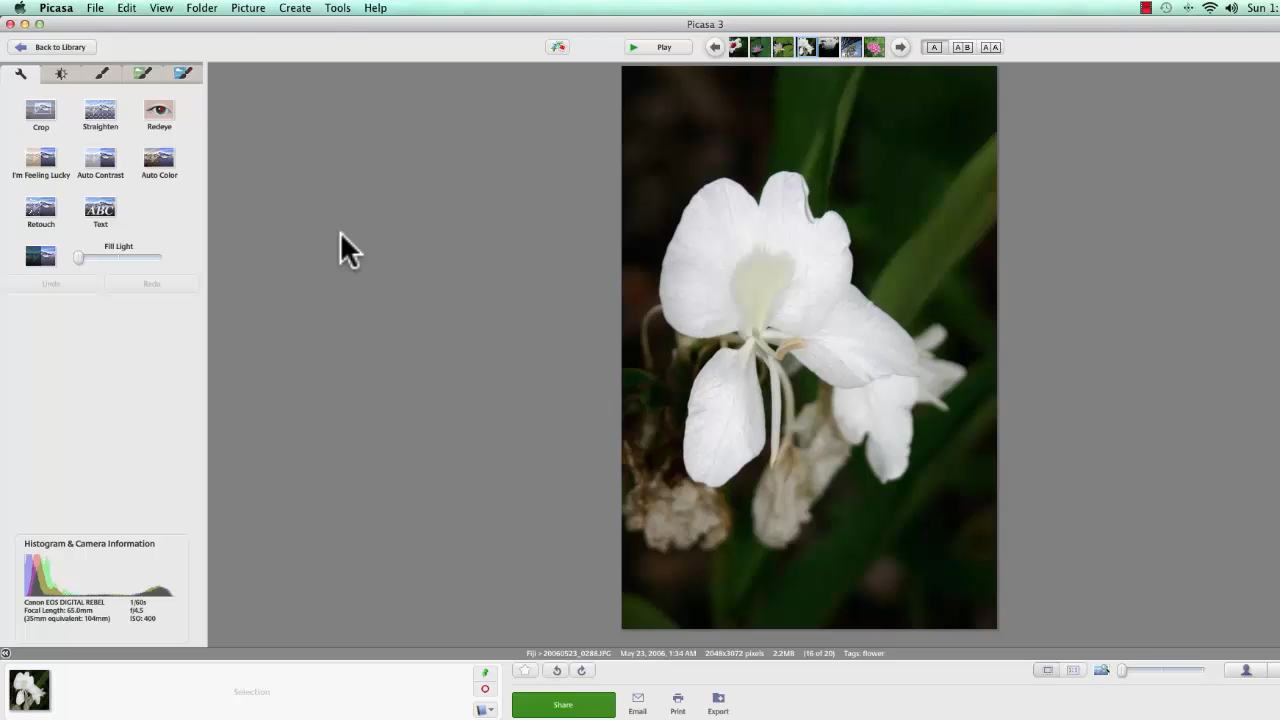 Picasa File Edit View Folder Picture Create Tools Help Sun 1:
Picasa 3
Back to Library Play A A B A A
Crop Straighten Redeye
I'm Feeling Lucky Auto Contrast Auto Color
ABC
Retouch Text
Fill Light
Undo Redo
Histogram & Camera Information
Canon EOS DIGITAL REBEL 1/60s
Focal Length: 65.0mm f/4.5
(35mm equivalent: 104mm) ISO: 400
Fiji > 20060523_0288.JPG May 23, 2006, 1:34 AM 2048x3072 pixels 2.2MB (16 of 20) Tags: flower
Selection 1:1
Share Email Print Export